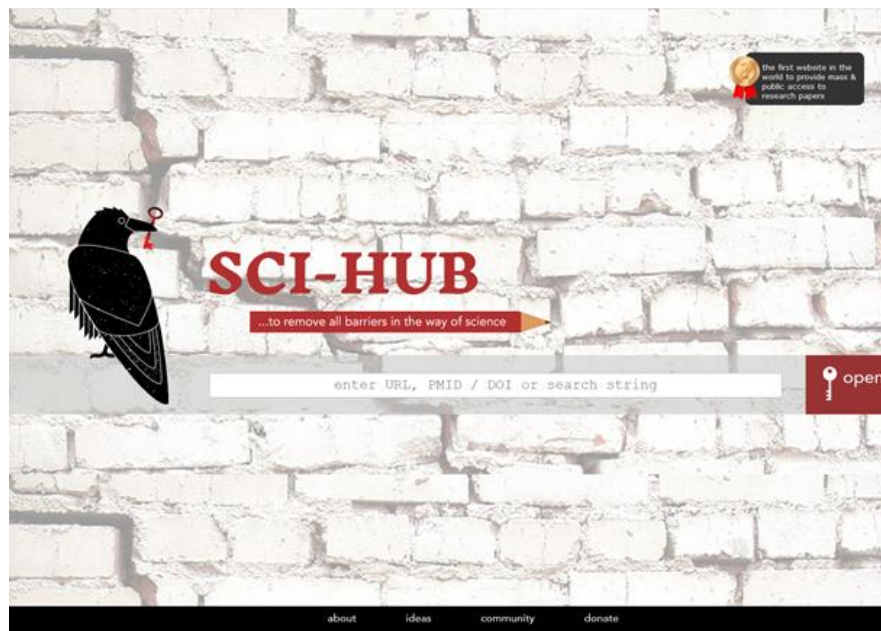 the first website in the
world to provide mass &
public access to
research papers
SCI-HUB
...to remove all barriers in the way of science
enter URL, PMID / DOI or search string
open
about ideas community donate